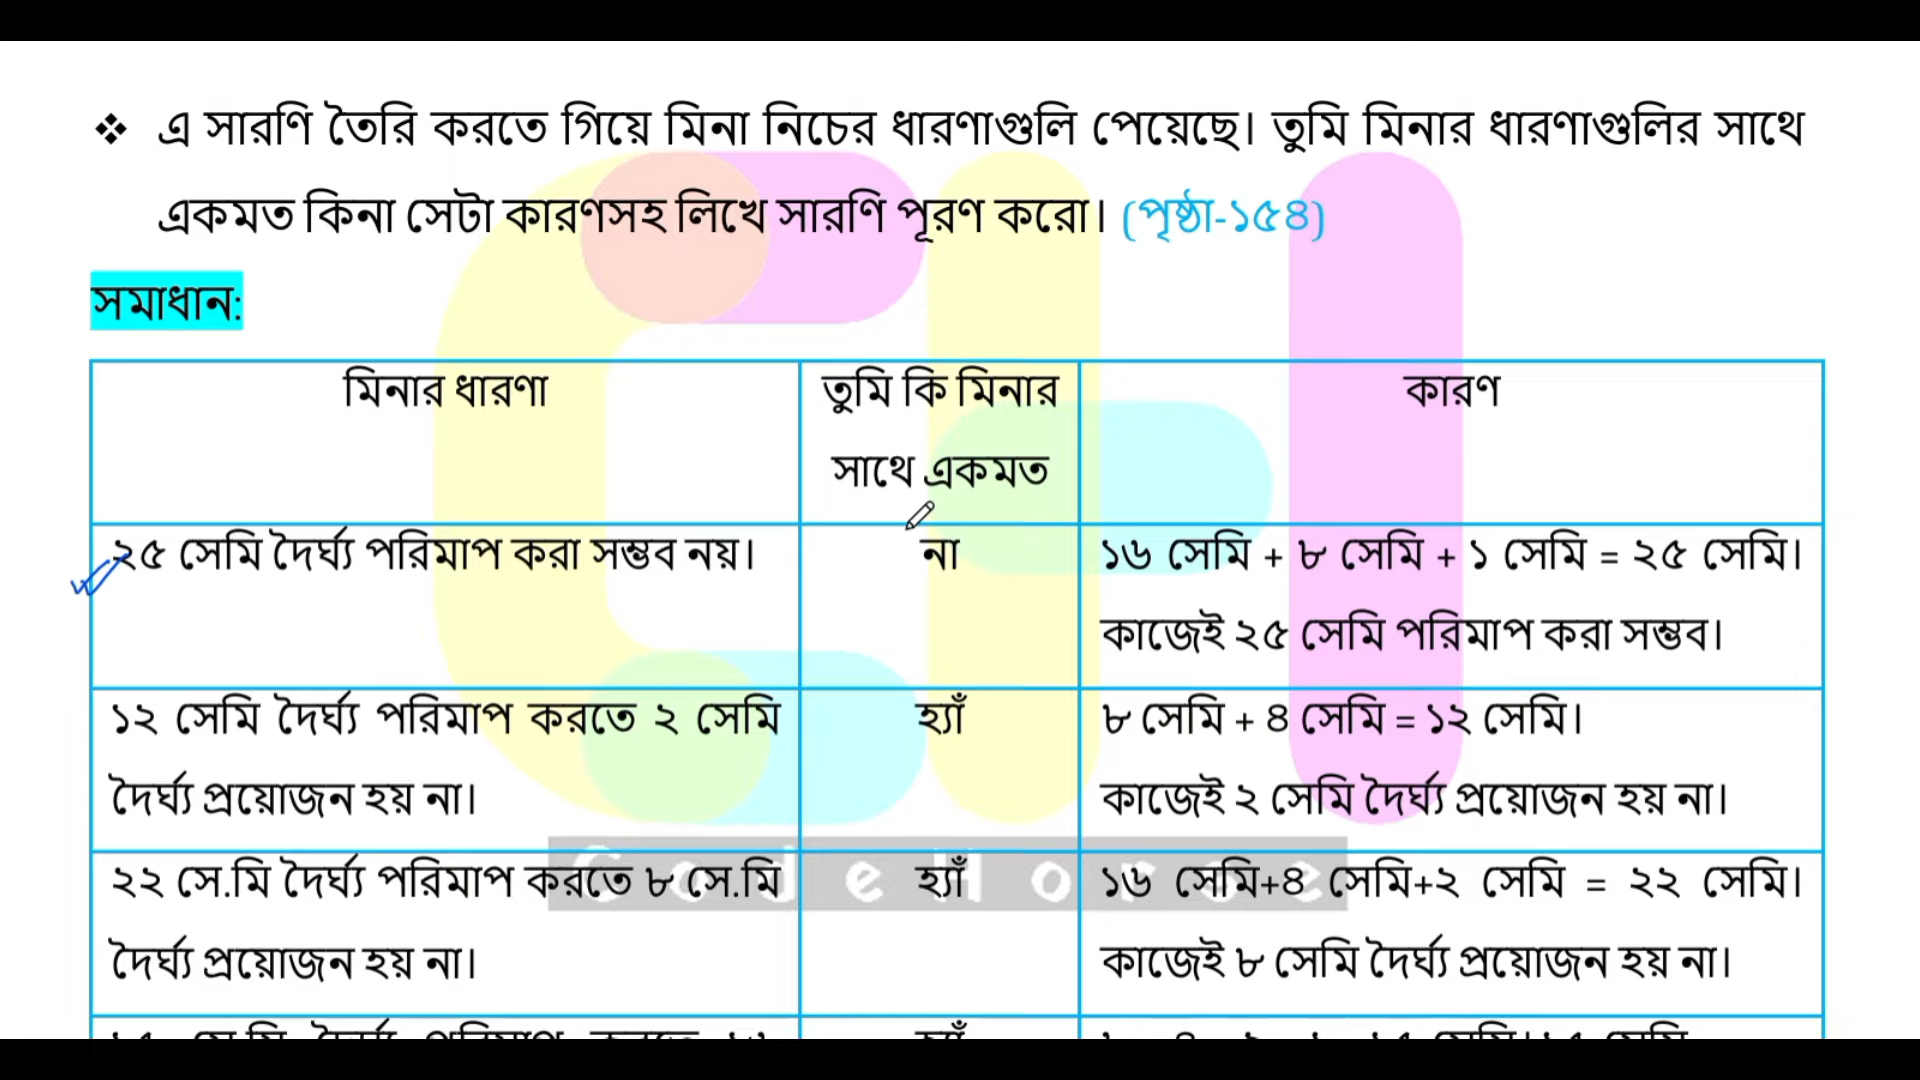 ❖ এ সারণি তৈরি করতে গিয়ে মিনা নিচের ধারণাগুলি পেয়েছে। তুমি মিনার ধারণাগুলির সাথে
একমত কিনা সেটা কারণসহ লিখে সারণি পূরণ করো। (পৃষ্ঠা-১৫৪)
সমাধান:
মিনার ধারণা
তুমি কি মিনার
সাথে একমত
কারণ
২৫ সেমি দৈর্ঘ্য পরিমাপ করা সম্ভব নয়।
না
১৬ সেমি + ৮ সেমি + ১ সেমি = ২৫ সেমি।
কাজেই ২৫ সেমি পরিমাপ করা সম্ভব।
১২ সেমি দৈর্ঘ্য পরিমাপ করতে ২ সেমি
দৈর্ঘ্য প্রয়োজন হয় না।
হ্যাঁ
৮ সেমি + ৪ সেমি = ১২ সেমি।
কাজেই ২ সেমি দৈর্ঘ্য প্রয়োজন হয় না।
২২ সে.মি দৈর্ঘ্য পরিমাপ করতে ৮ সে.মি
দৈর্ঘ্য প্রয়োজন হয় না।
হ্যাঁ
১৬ সেমি+৪ সেমি+২ সেমি = ২২ সেমি।
কাজেই ৮ সেমি দৈর্ঘ্য প্রয়োজন হয় না।
CodeHorse